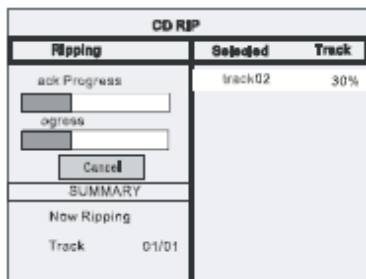 CD RIP
Ripping
Selected Track
ack Progress
track02 30%
ogress
Cancel
SUMMARY
Now Ripping
Track 01/01